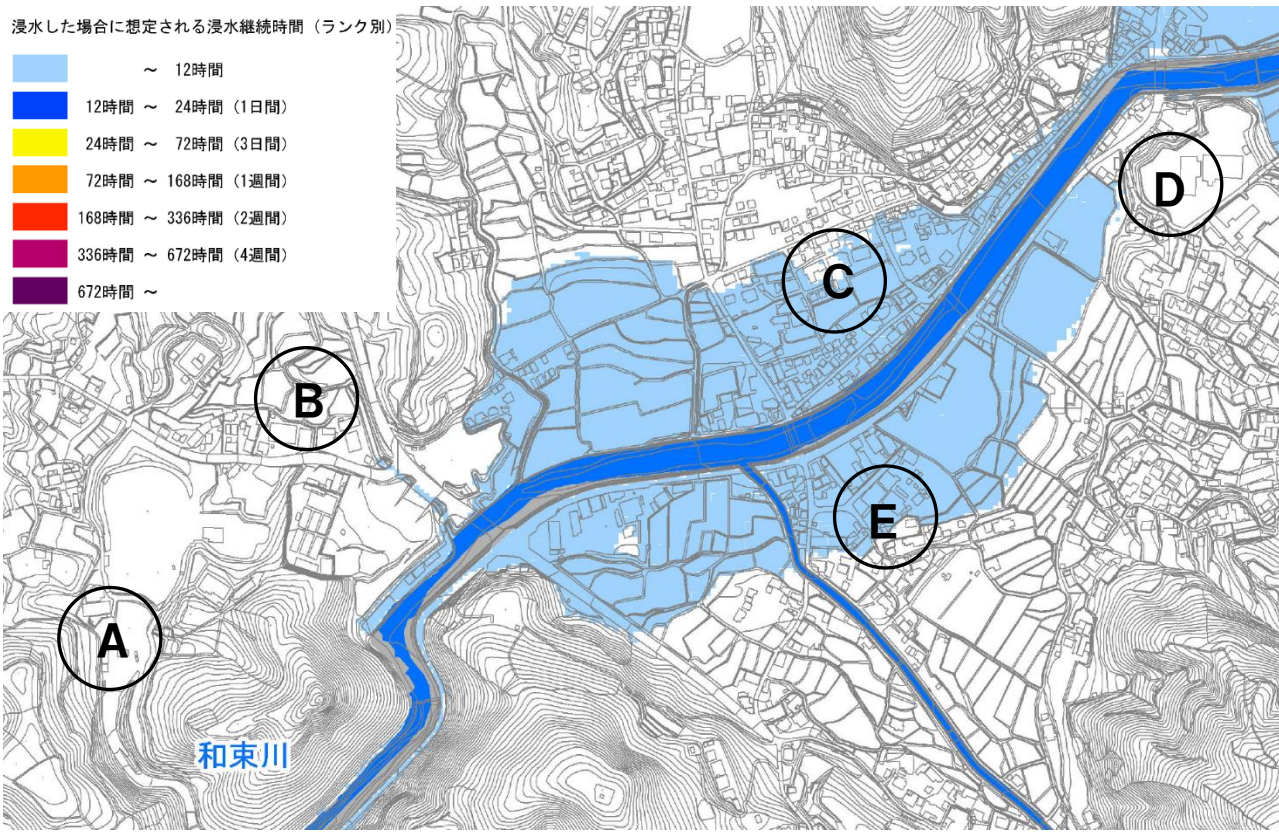 浸水した場合に想定される浸水継続時間（ランク別）
～ 12時間
12時間 ～ 24時間（1日間）
24時間 ～ 72時間（3日間）
72時間 ～ 168時間（1週間）
168時間 ～ 336時間（2週間）
336時間 ～ 672時間（4週間）
672時間 ～
D
C
B
E
A
和束川